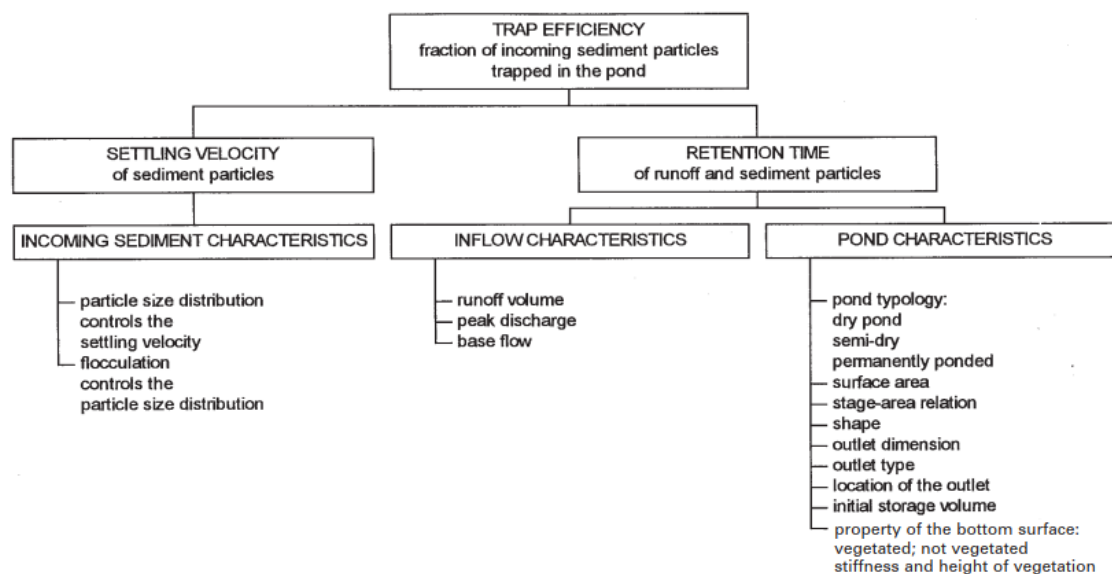 TRAP EFFICIENCY
fraction of incoming sediment particles
trapped in the pond
SETTLING VELOCITY
of sediment particles
RETENTION TIME
of runoff and sediment particles
INCOMING SEDIMENT CHARACTERISTICS
particle size distribution
controls the
settling velocity
flocculation
controls the
particle size distribution
INFLOW CHARACTERISTICS
runoff volume
peak discharge
base flow
POND CHARACTERISTICS
pond typology:
dry pond
semi-dry
permanently ponded
surface area
stage-area relation
shape
outlet dimension
outlet type
location of the outlet
initial storage volume
property of the bottom surface:
vegetated; not vegetated
stiffness and height of vegetation